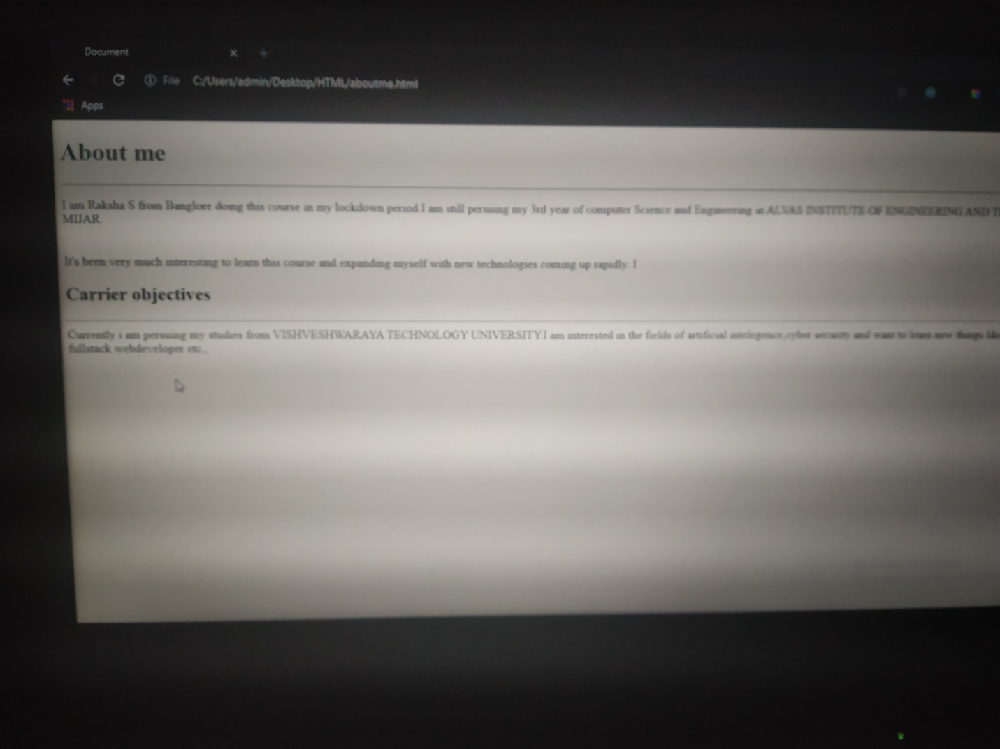 Document
File C:/Users/admin/Desktop/HTML/aboutme.html
Apps
About me
I am Raksha S from Banglore doing this course in my lockdown period.I am still persuing my 3rd year of computer Science and Engineering in ALVAS INSTITUTE OF ENGINEERING AND
MIJAR.
It's been very much interesting to learn this course and expanding myself with new technologies coming up rapidly. I
Carrier objectives
Currently i am persuing my studies from VISHVESHWARAYA TECHNOLOGY UNIVERSITY.I am interested in the fields of artificial intelegence,cyber security and want to learn new things
fullstack webdeveloper etc.,